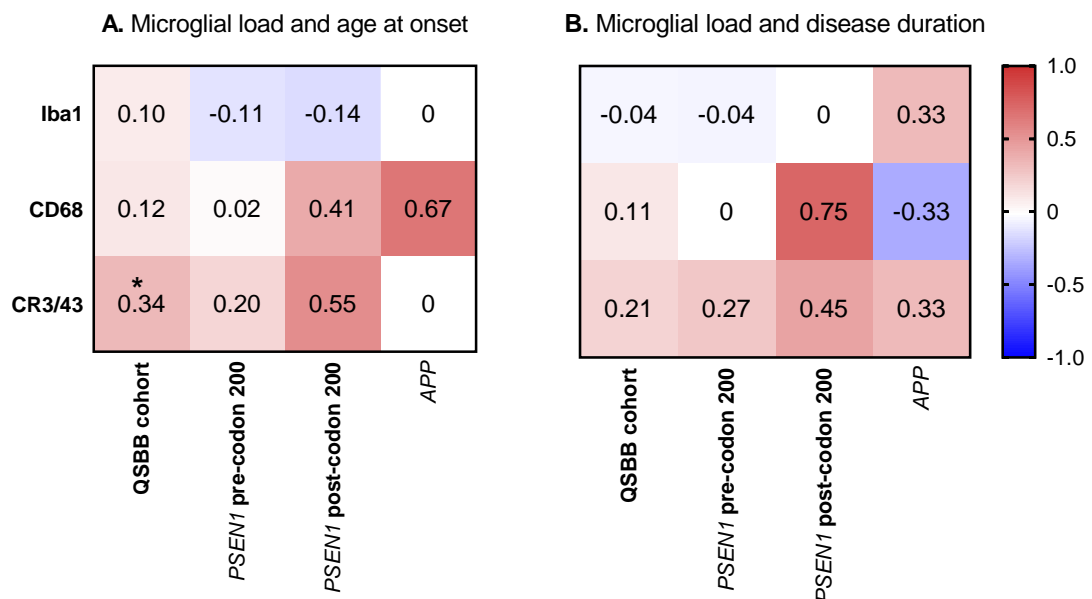 A. Microglial load and age at onset
B. Microglial load and disease duration
Iba1 0.10 -0.11 -0.14 0
CD68 0.12 0.02 0.41 0.67
*
CR3/43 0.34 0.20 0.55 0
QSBB cohort
PSEN1 pre-codon 200
PSEN1 post-codon 200
APP
-0.04 -0.04 0 0.33
0.11 0 0.75 -0.33
0.21 0.27 0.45 0.33
QSBB cohort
PSEN1 pre-codon 200
PSEN1 post-codon 200
APP
1.0
0.5
0
-0.5
-1.0